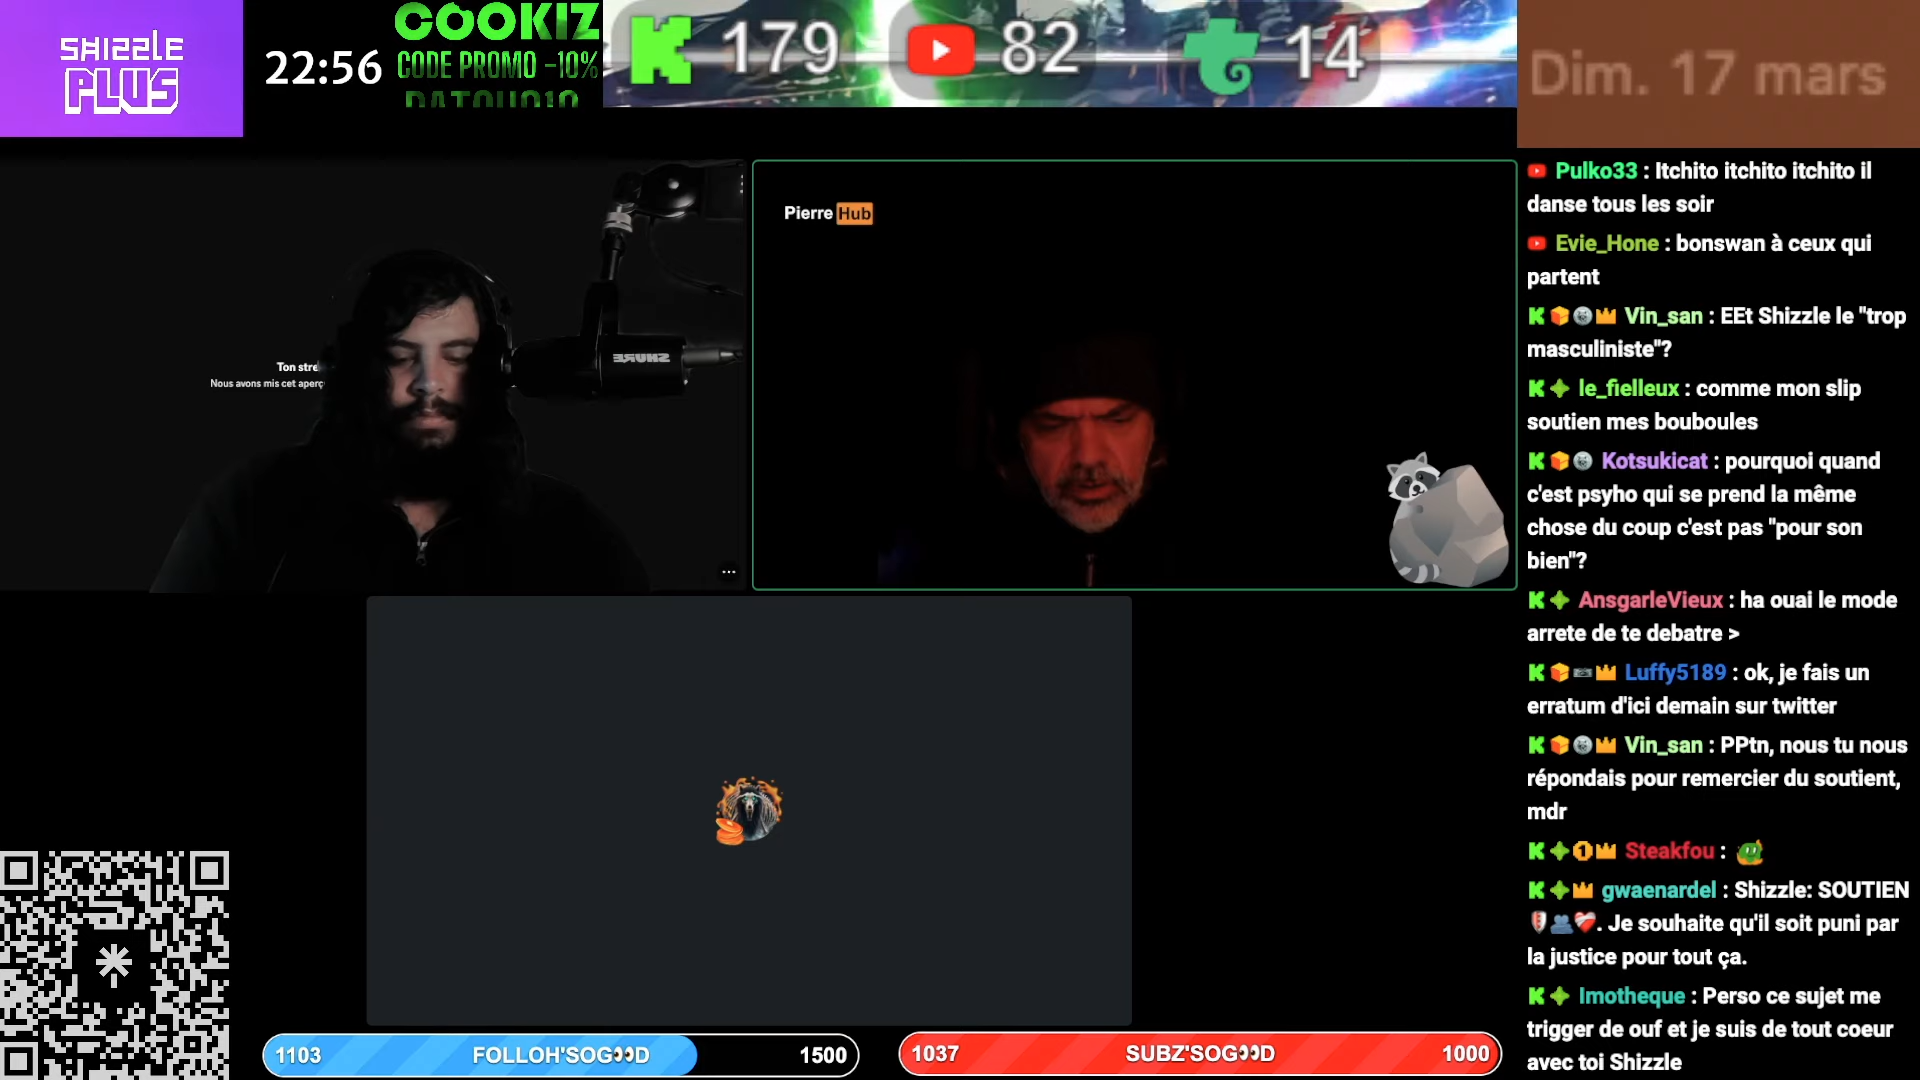 SHIZZLE
PLUS
22:56
COOKIZ
CODE PROMO -10%
179
82
14
Dim. 17 mars
Pierre Hub
Ton stre
Nous avons mis cet aperç
SHURE
Pulko33 : Itchito itchito itchito il
danse tous les soir
Evie_Hone : bonswan à ceux qui
partent
Vin_san : EEt Shizzle le "trop
masculiniste"?
le_fielleux : comme mon slip
soutien mes bouboules
Kotsukicat : pourquoi quand
c'est psyho qui se prend la même
chose du coup c'est pas "pour son
bien"?
AnsgarleVieux : ha ouai le mode
arrete de te debatre >
Luffy5189 : ok, je fais un
erratum d'ici demain sur twitter
Vin_san : PPtn, nous tu nous
répondais pour remercier du soutient,
mdr
Steakfou :
gwaenardel : Shizzle: SOUTIEN
. Je souhaite qu'il soit puni par
la justice pour tout ça.
Imotheque : Perso ce sujet me
trigger de ouf et je suis de tout coeur
avec toi Shizzle
1103 FOLLOH'SOG👀D 1500
1037 SUBZ'SOG👀D 1000